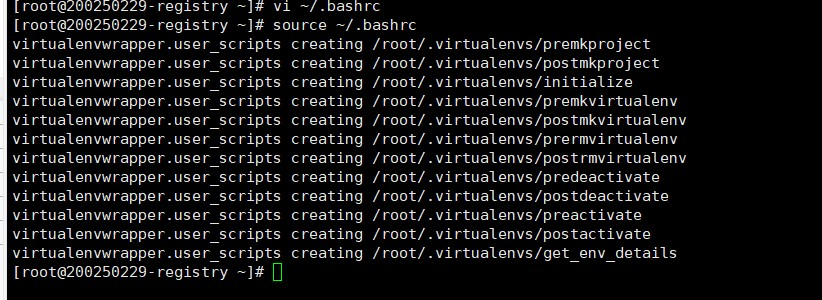 [root@200250229-registry ~]# vi ~/.bashrc
[root@200250229-registry ~]# source ~/.bashrc
virtualenvwrapper.user_scripts creating /root/.virtualenvs/premkproject
virtualenvwrapper.user_scripts creating /root/.virtualenvs/postmkproject
virtualenvwrapper.user_scripts creating /root/.virtualenvs/initialize
virtualenvwrapper.user_scripts creating /root/.virtualenvs/premkvirtualenv
virtualenvwrapper.user_scripts creating /root/.virtualenvs/postmkvirtualenv
virtualenvwrapper.user_scripts creating /root/.virtualenvs/prermvirtualenv
virtualenvwrapper.user_scripts creating /root/.virtualenvs/postrmvirtualenv
virtualenvwrapper.user_scripts creating /root/.virtualenvs/predeactivate
virtualenvwrapper.user_scripts creating /root/.virtualenvs/postdeactivate
virtualenvwrapper.user_scripts creating /root/.virtualenvs/preactivate
virtualenvwrapper.user_scripts creating /root/.virtualenvs/postactivate
virtualenvwrapper.user_scripts creating /root/.virtualenvs/get_env_details
[root@200250229-registry ~]#